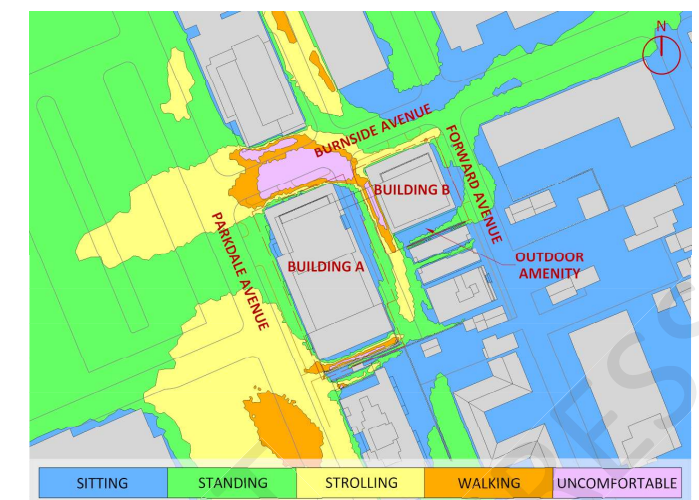 N
BURNSIDE AVENUE
FORWARD AVENUE
BUILDING B
PARKDALE AVENUE
BUILDING A
OUTDOOR
AMENITY
SITTING
STANDING
STROLLING
WALKING
UNCOMFORTABLE